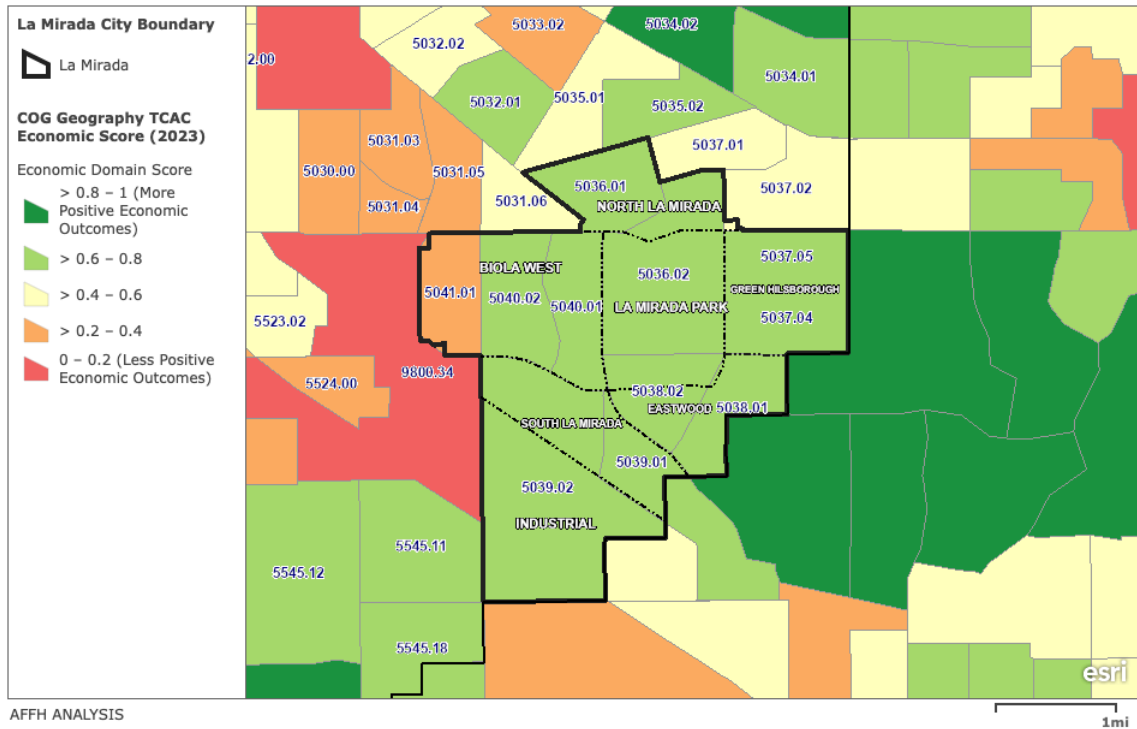 La Mirada City Boundary
La Mirada
COG Geography TCAC
Economic Score (2023)
Economic Domain Score
> 0.8 – 1 (More
Positive Economic
Outcomes)
> 0.6 – 0.8
> 0.4 – 0.6
> 0.2 – 0.4
0 – 0.2 (Less Positive
Economic Outcomes)
5033.02
5034.02
5032.02
2.00
5034.01
5032.01
5035.01
5035.02
5031.03
5037.01
5030.00
5031.05
5036.01
5037.02
5031.04
5031.06
NORTH LA MIRADA
5037.05
BIOLA WEST
5041.01
5036.02
5040.02
5040.01
GREEN HILSBOROUGH
LA MIRADA PARK
5037.04
5523.02
9800.34
5524.00
5038.02
EASTWOOD
5038.01
SOUTH LA MIRADA
5039.01
5039.02
INDUSTRIAL
5545.11
5545.12
5545.18
esri
AFFH ANALYSIS
1mi